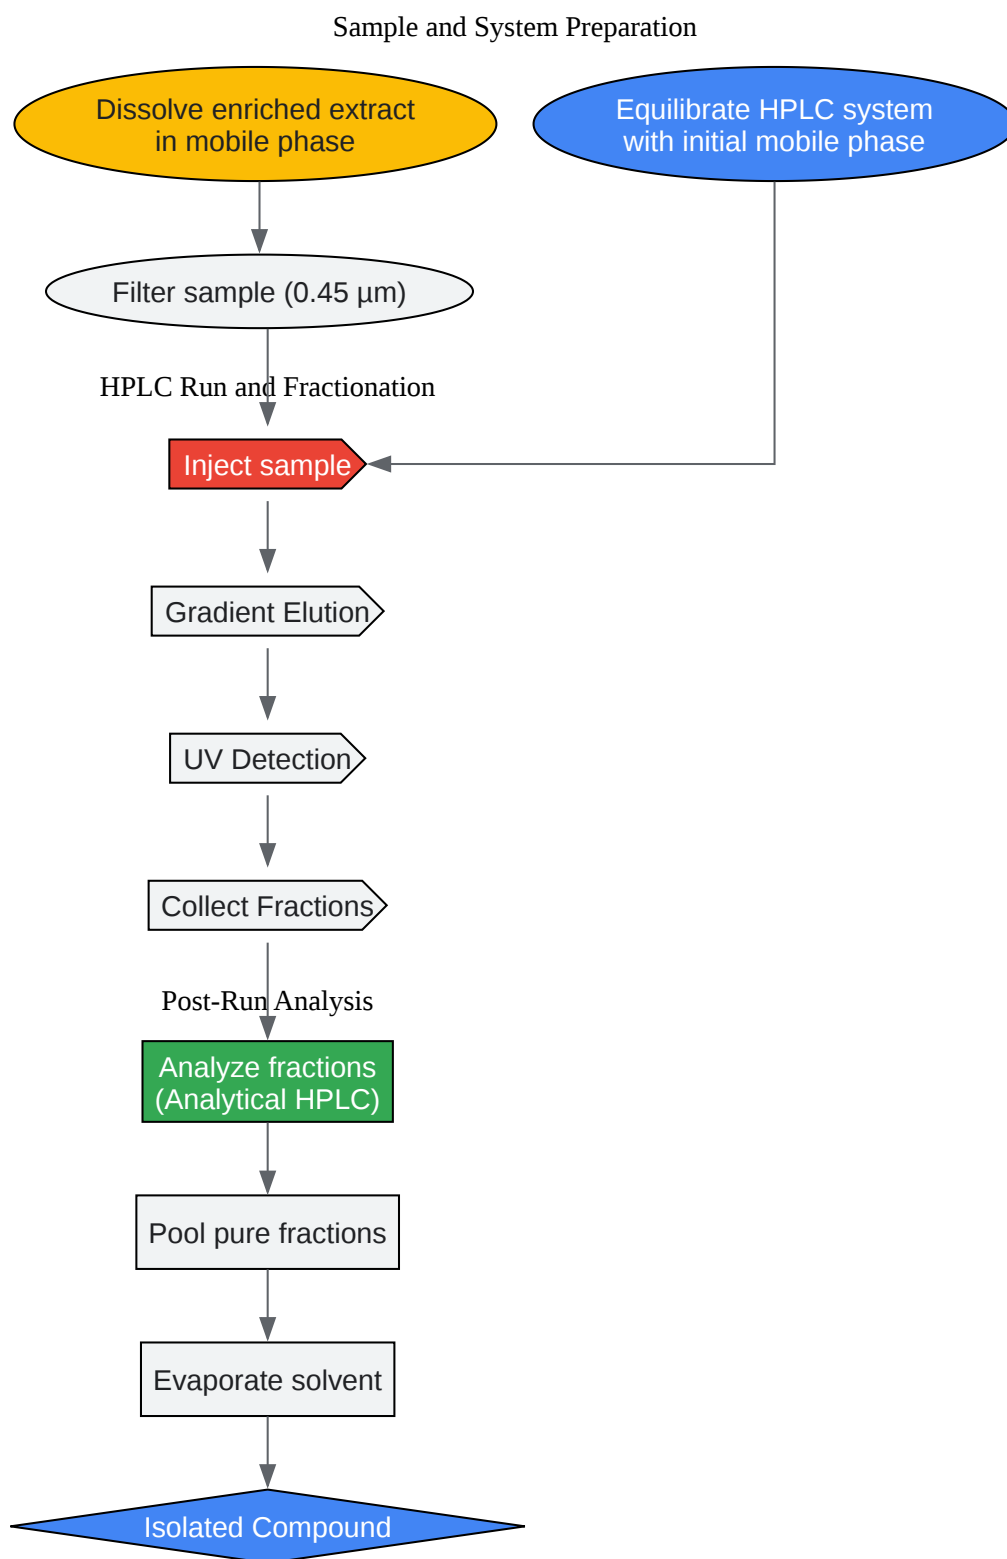 Sample and System Preparation
Dissolve enriched extract
in mobile phase
Equilibrate HPLC system
with initial mobile phase
Filter sample (0.45 µm)
HPLC Run and Fractionation
Inject sample
Gradient Elution
UV Detection
Collect Fractions
Post-Run Analysis
Analyze fractions
(Analytical HPLC)
Pool pure fractions
Evaporate solvent
Isolated Compound